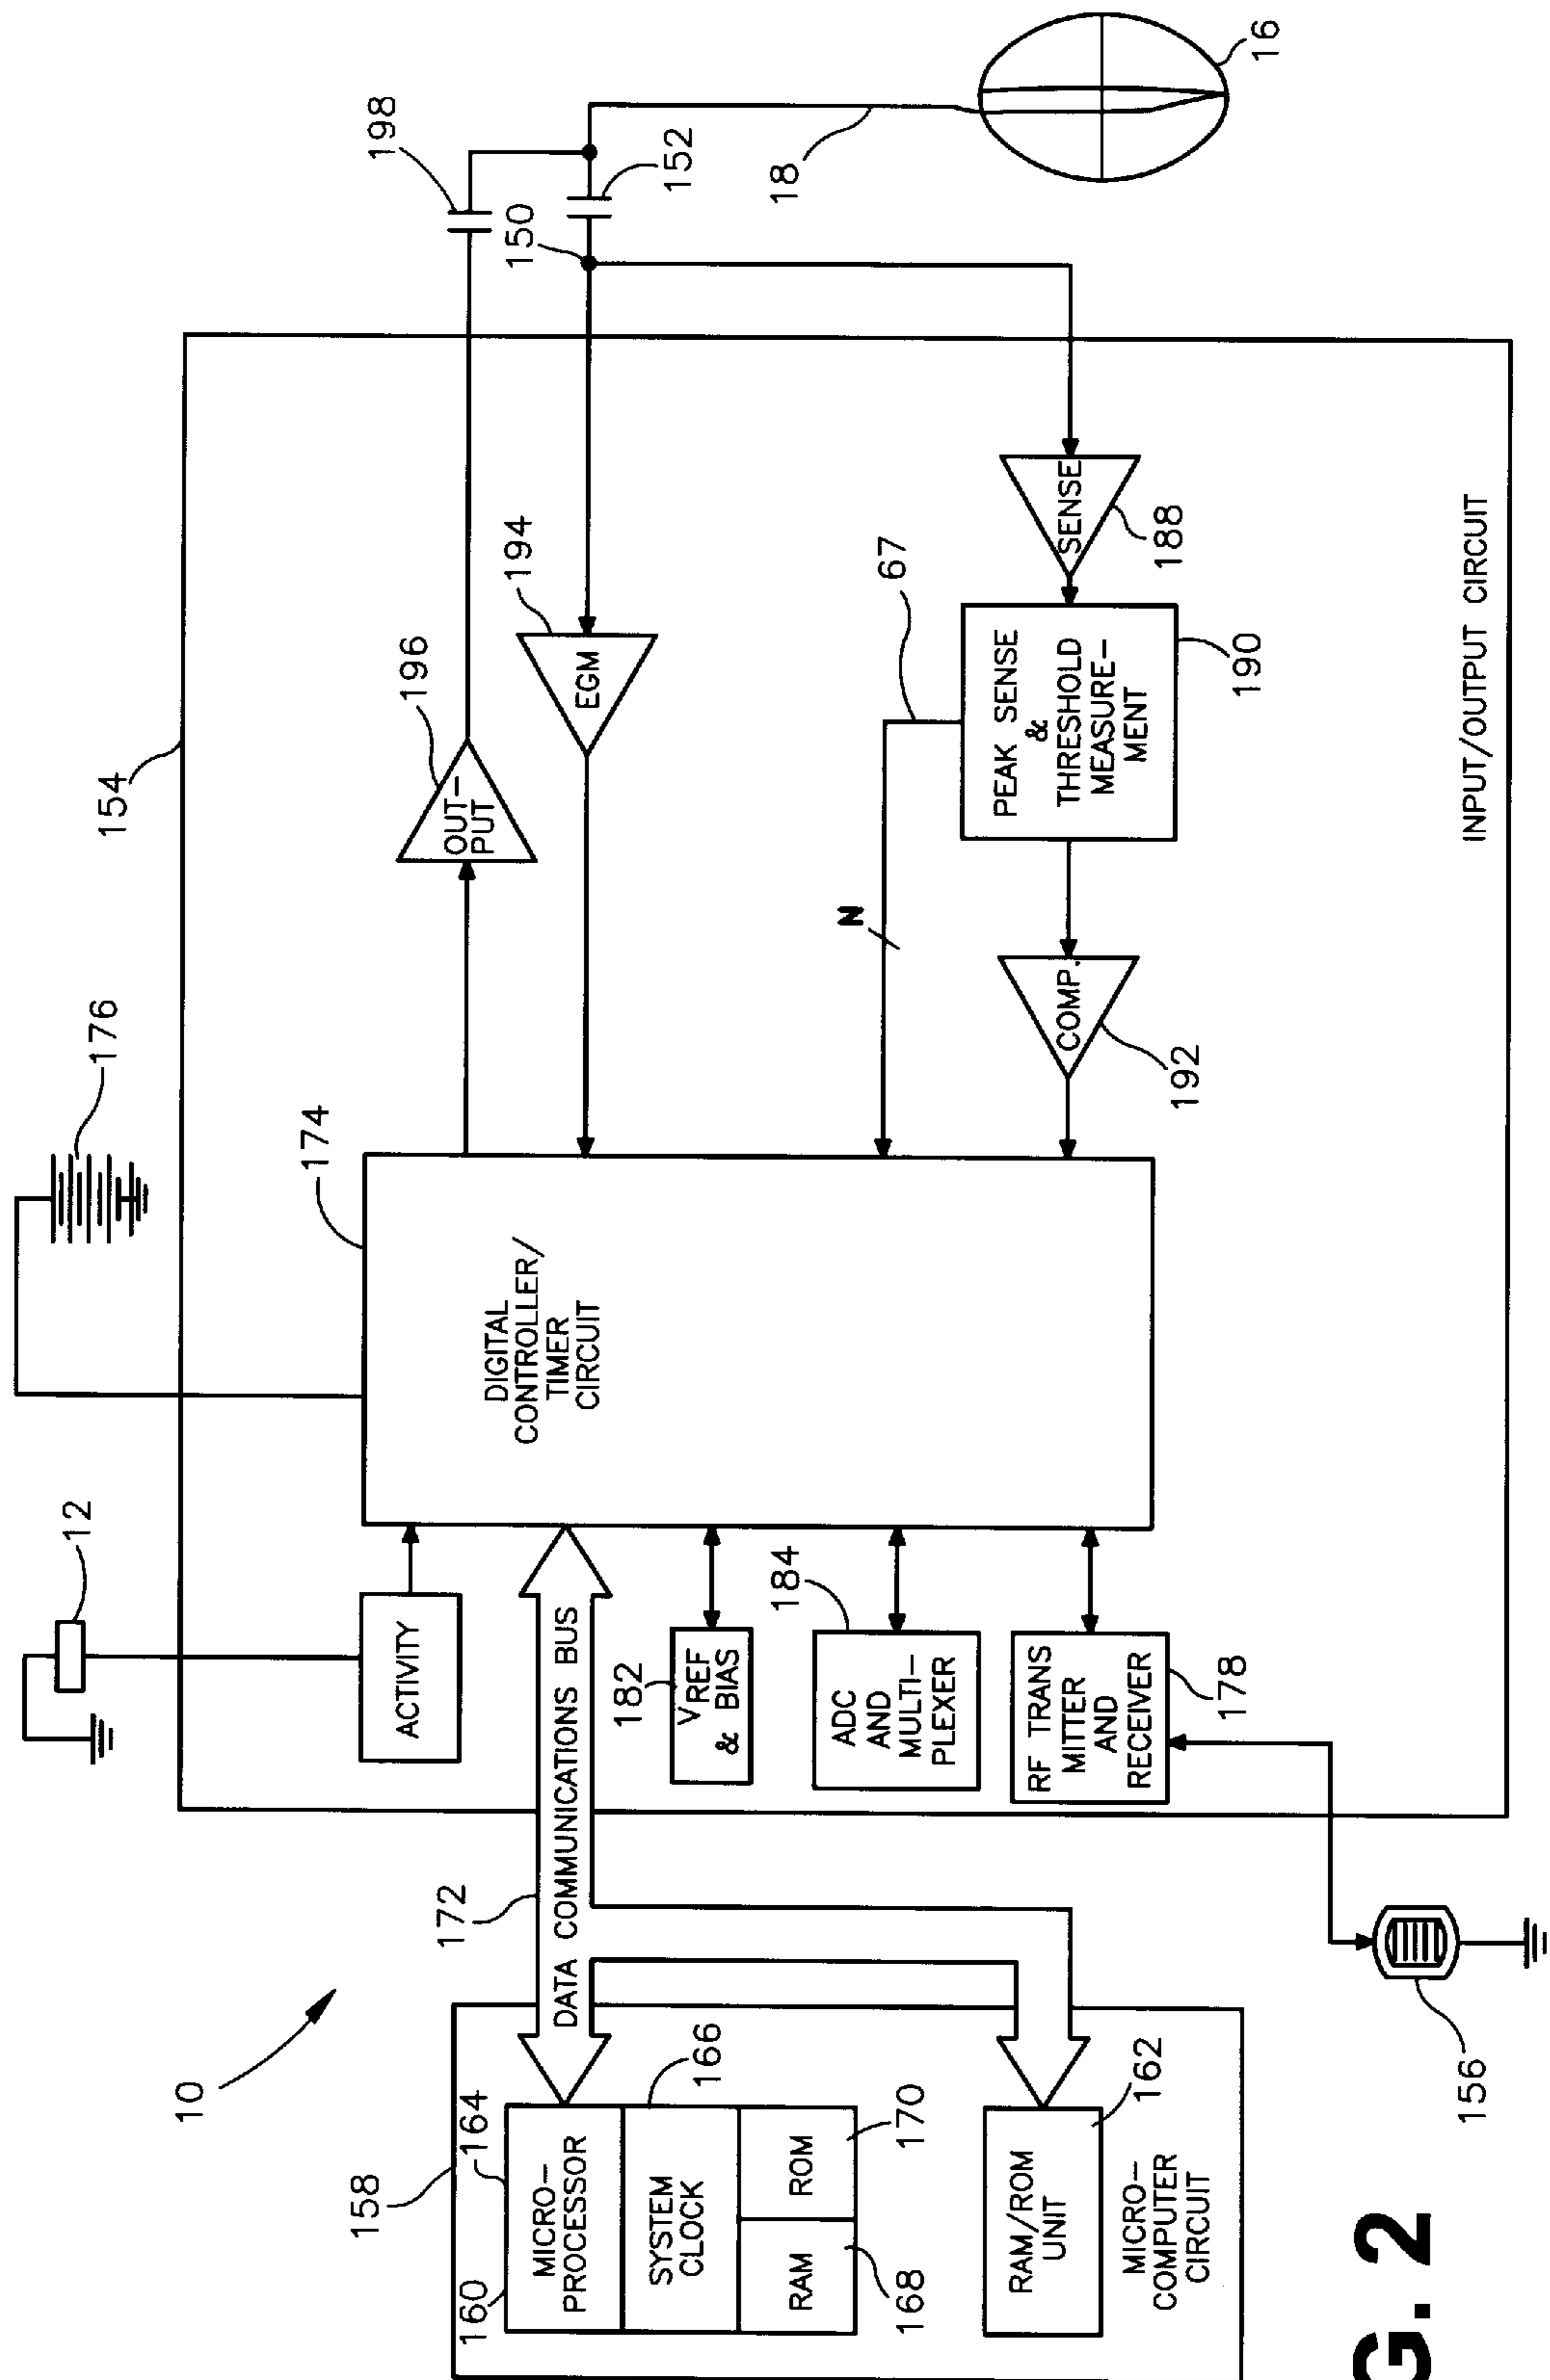 10
12
176
154
158
160
164
MICRO-
PROCESSOR
166
SYSTEM
CLOCK
RAM
ROM
168
170
RAM/ROM
UNIT
162
MICRO-
COMPUTER
CIRCUIT
172
DATA COMMUNICATIONS BUS
ACTIVITY
182
VREF
& BIAS
184
ADC
AND
MULTI-
PLEXER
RF TRANS
MITTER
AND
RECEIVER
178
156
174
DIGITAL
CONTROLLER/
TIMER
CIRCUIT
OUT-
PUT
196
EGM
194
N
67
COMP.
192
PEAK SENSE
&
THRESHOLD
MEASURE-
MENT
190
SENSE
188
INPUT/OUTPUT CIRCUIT
198
150
152
18
16
G. 2